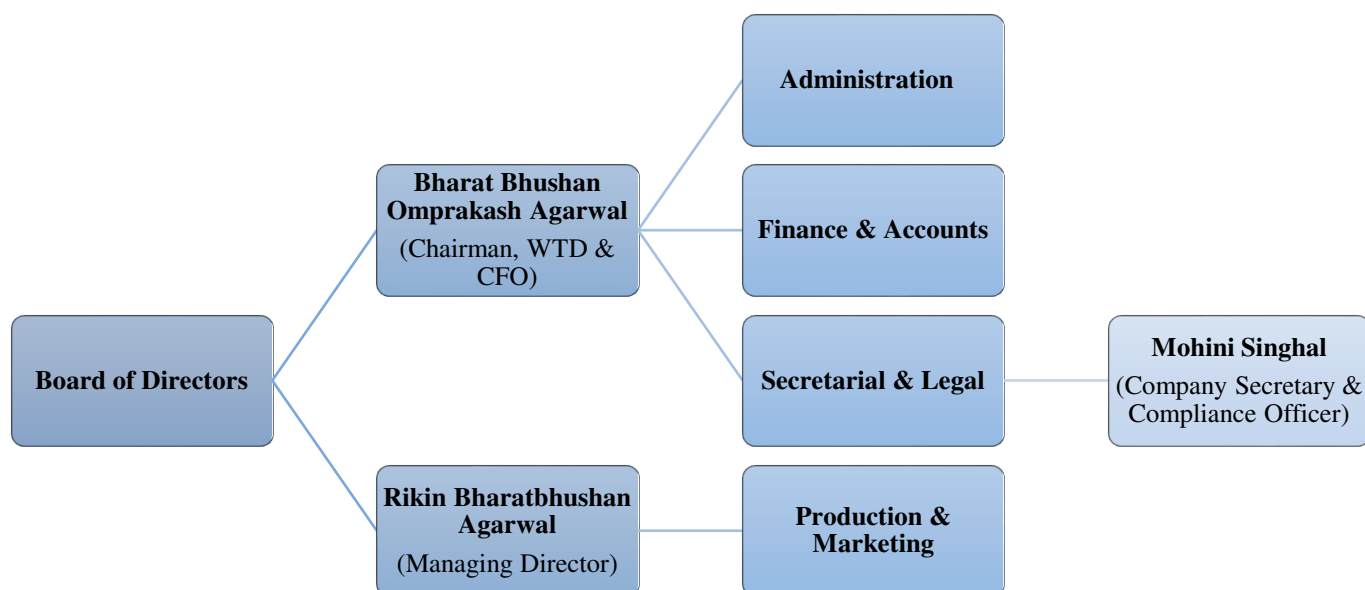 Board of Directors
Bharat Bhushan
Omprakash Agarwal
(Chairman, WTD &
CFO)
Administration
Finance & Accounts
Secretarial & Legal
Mohini Singhal
(Company Secretary &
Compliance Officer)
Rikin Bharatbhushan
Agarwal
(Managing Director)
Production &
Marketing